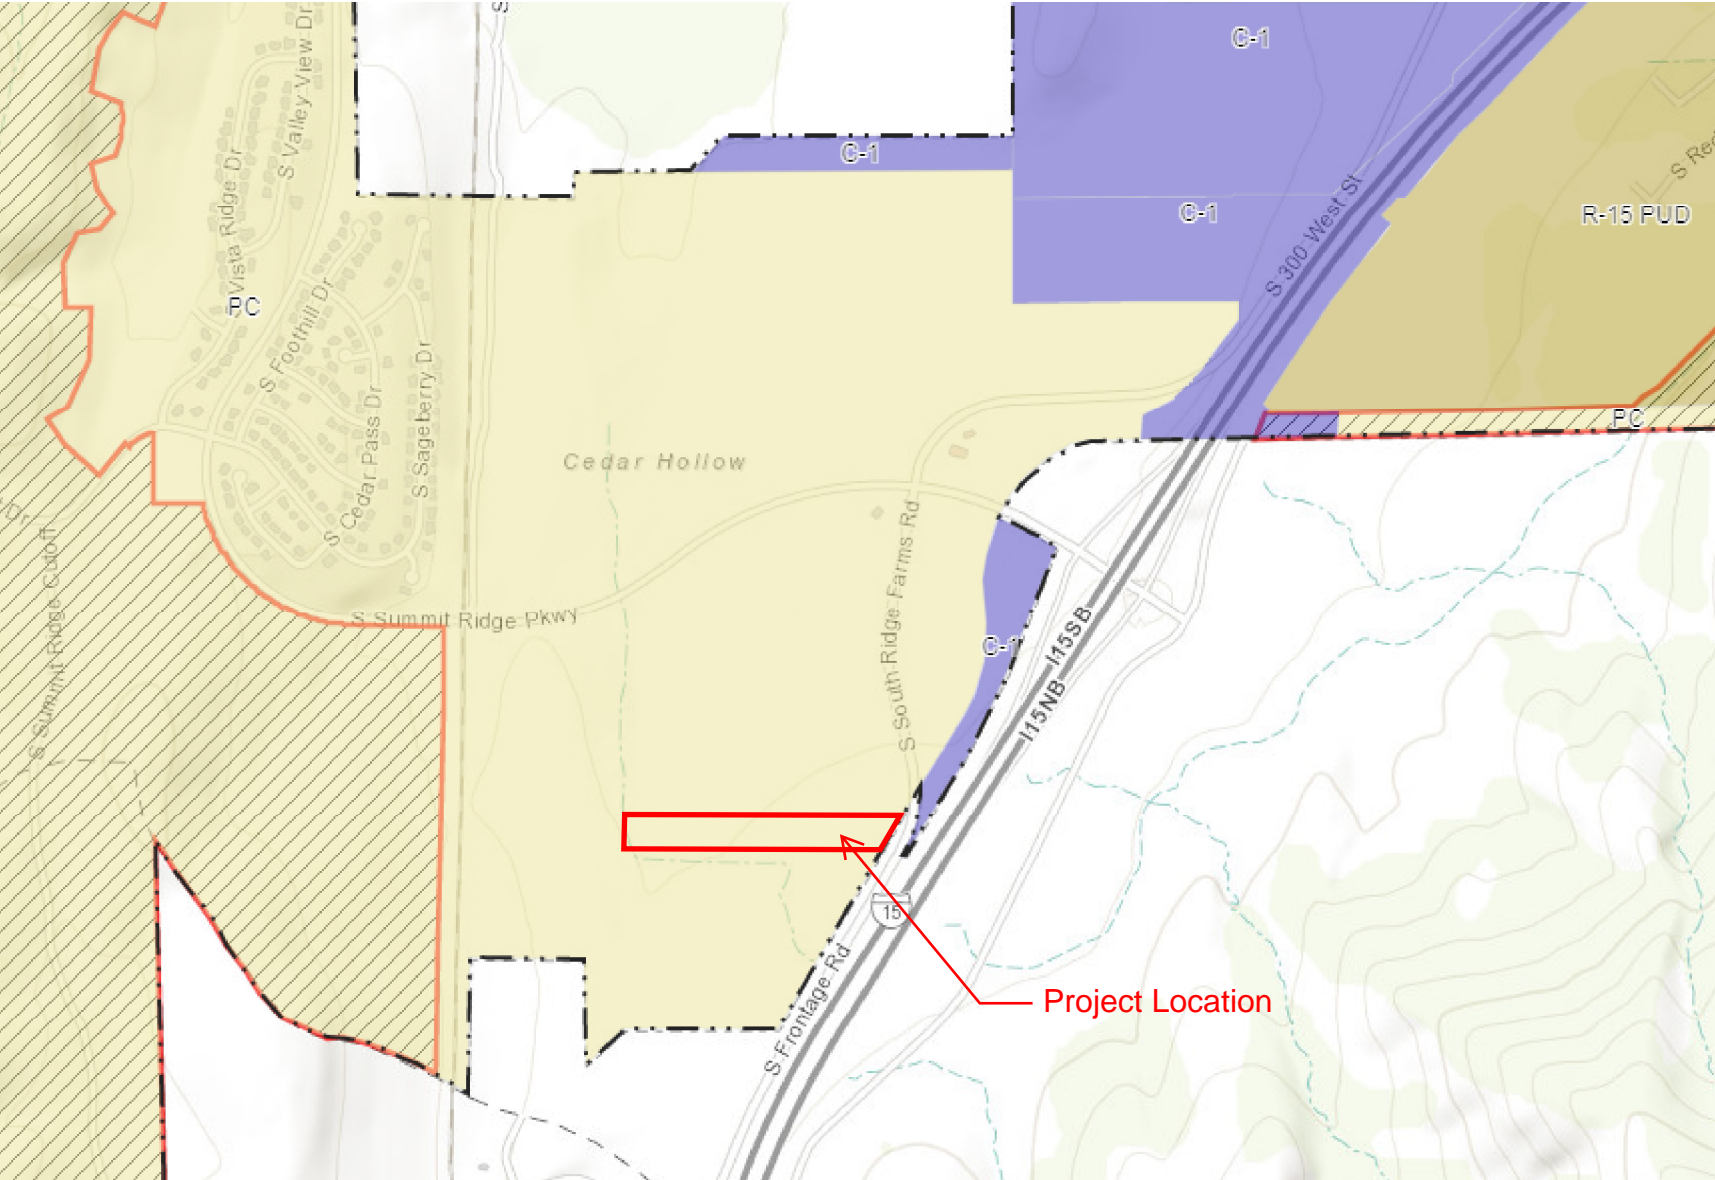 S
C-1
S Valley View Dr
C-1
S Rec
Vista Ridge Dr
C-1
R-15 PUD
S 300 West St
PC
S Foothill Dr
S Sageberry Dr
S Cedar Pass Dr
PC
Cedar Hollow
Dr
S Summit Ridge Cutoff
S South Ridge Farms Rd
S Summit Ridge Pkwy
C-1
I15SB
I15NB
15
S Frontage Rd
Project Location